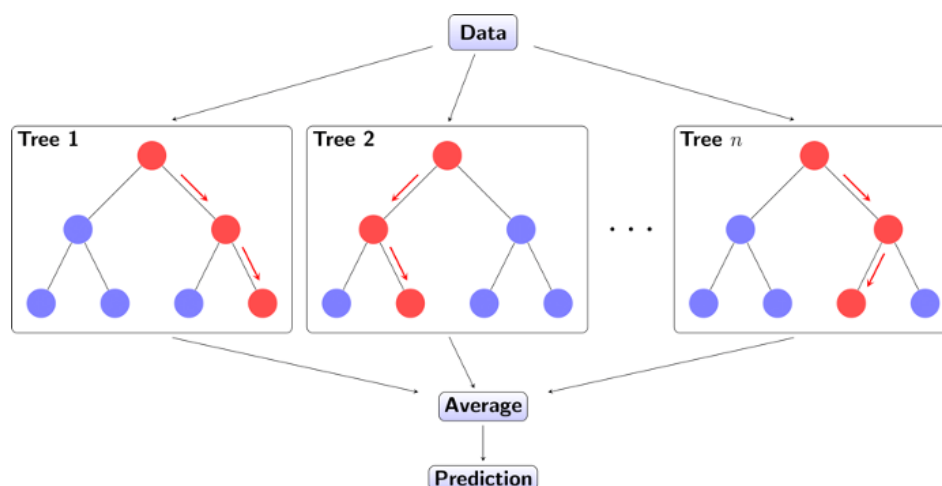 Data
Tree 1
Tree 2
Tree n
. . .
Average
Prediction